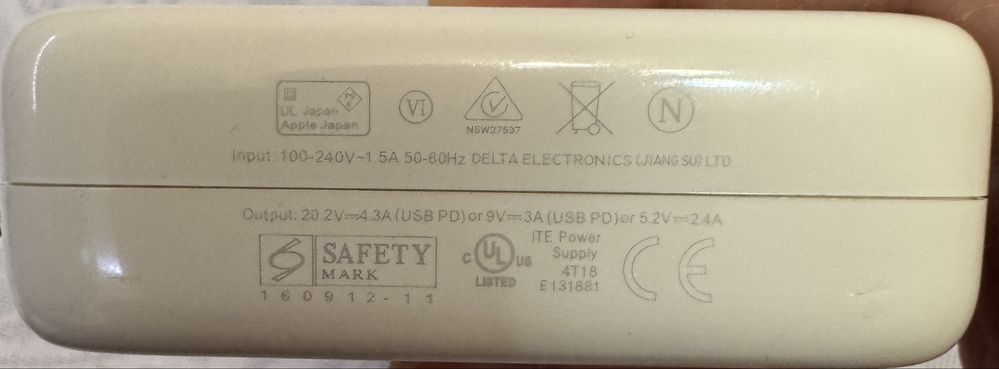 UL Japan
Apple Japan
VI
NSW27537
N
Input: 100-240V~1.5A 50-60Hz DELTA ELECTRONICS (JIANG SU) LTD
Output: 20.2V⎓4.3A (USB PD) or 9V⎓3A (USB PD) or 5.2V⎓2.4A
SAFETY
MARK
160912-11
C UL US
LISTED
ITE Power
Supply
4T18
E131881
CE